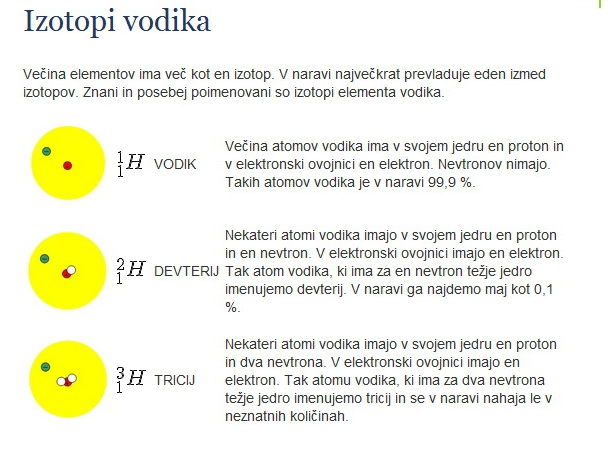 Izotopi vodika
Večina elementov ima več kot en izotop. V naravi največkrat prevladuje eden izmed
izotopov. Znani in posebej poimenovani so izotopi elementa vodika.
¹₁H VODIK
Večina atomov vodika ima v svojem jedru en proton in
v elektronski ovojnici en elektron. Nevtronov nimajo.
Takih atomov vodika je v naravi 99,9 %.
²₁H DEVTERIJ
Nekateri atomi vodika imajo v svojem jedru en proton
in en nevtron. V elektronski ovojnici imajo en elektron.
Tak atom vodika, ki ima za en nevtron težje jedro
imenujemo devterij. V naravi ga najdemo maj kot 0,1
%.
³₁H TRICIJ
Nekateri atomi vodika imajo v svojem jedru en proton
in dva nevtrona. V elektronski ovojnici imajo en
elektron. Tak atomu vodika, ki ima za dva nevtrona
težje jedro imenujemo tricij in se v naravi nahaja le v
neznatnih količinah.